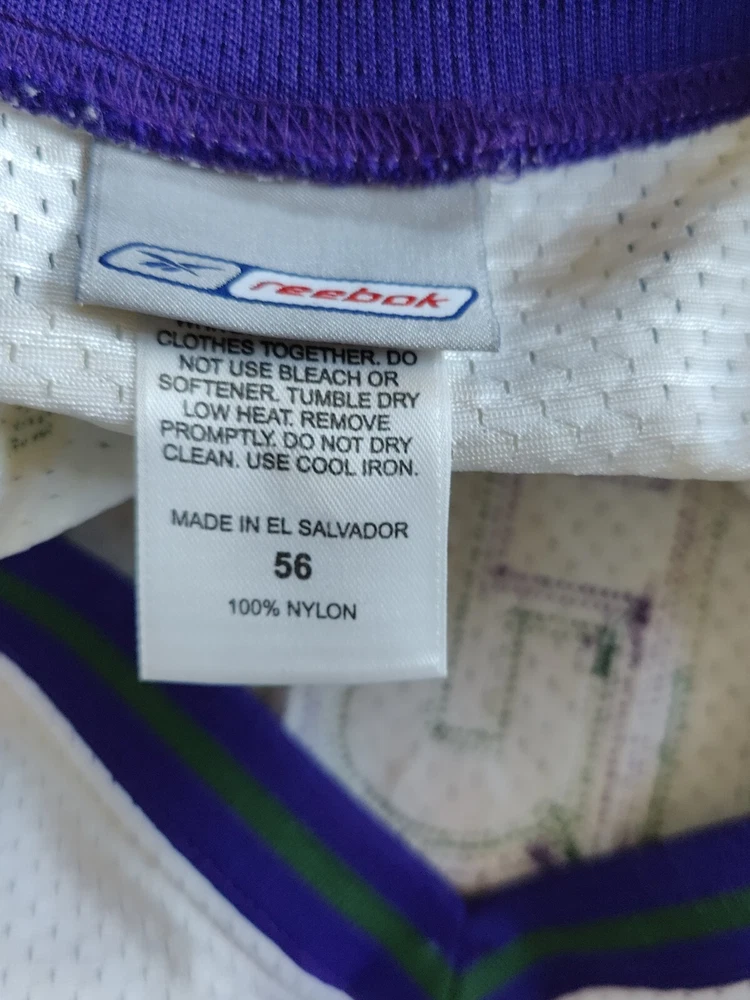 reebok
CLOTHES TOGETHER. DO
NOT USE BLEACH OR
SOFTENER. TUMBLE DRY
LOW HEAT. REMOVE
PROMPTLY. DO NOT DRY
CLEAN. USE COOL IRON.
MADE IN EL SALVADOR
56
100% NYLON